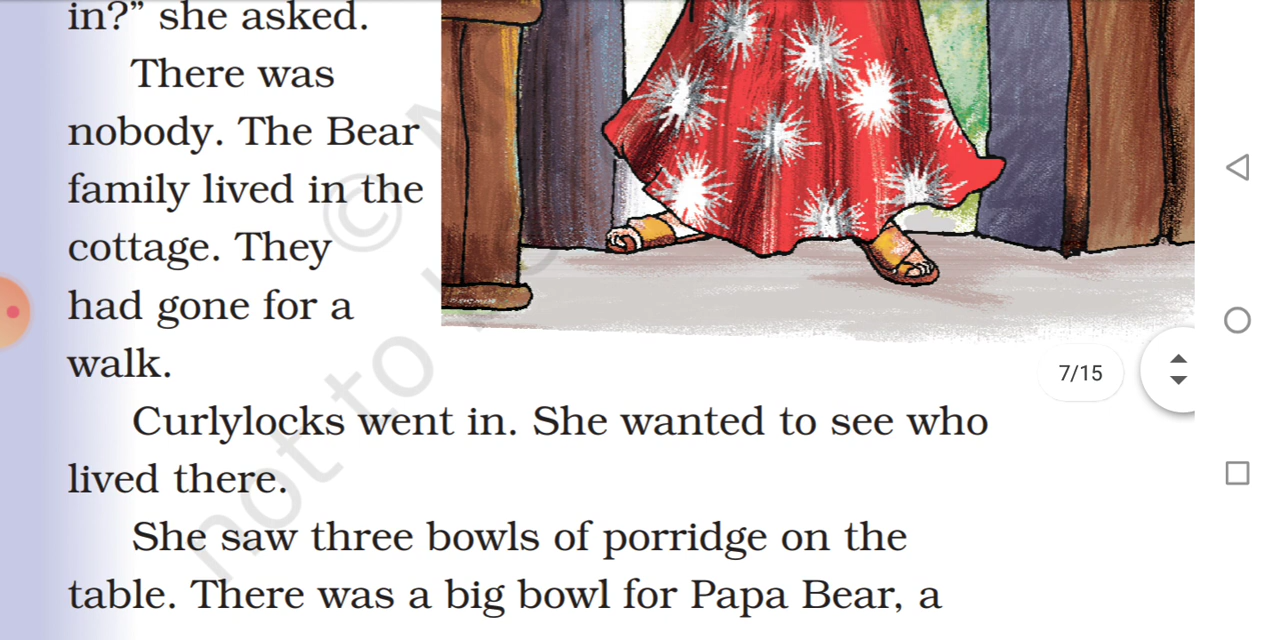 in?” she asked.
There was
nobody. The Bear
family lived in the
cottage. They
had gone for a
walk.
7/15
Curlylocks went in. She wanted to see who
lived there.
She saw three bowls of porridge on the
table. There was a big bowl for Papa Bear, a
©
not to